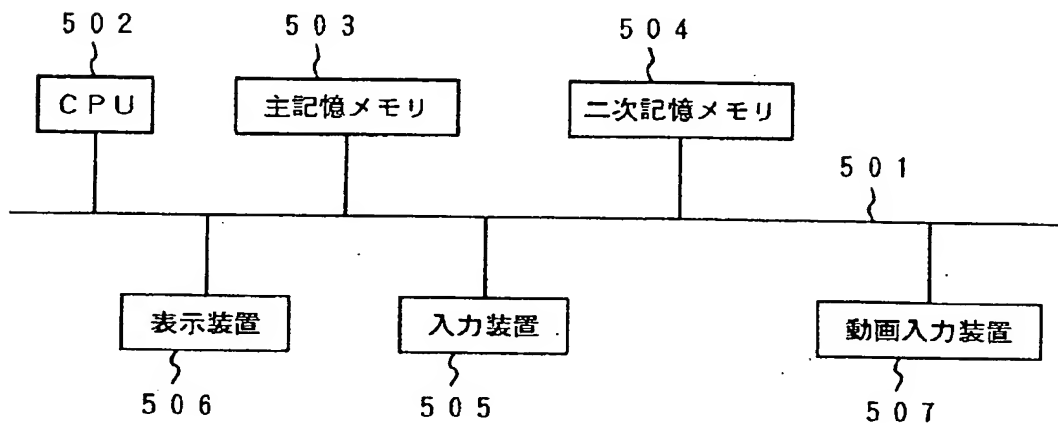 ５０２
５０３
５０４
ＣＰＵ
主記憶メモリ
二次記憶メモリ
５０１
表示装置
入力装置
動画入力装置
５０６
５０５
５０７